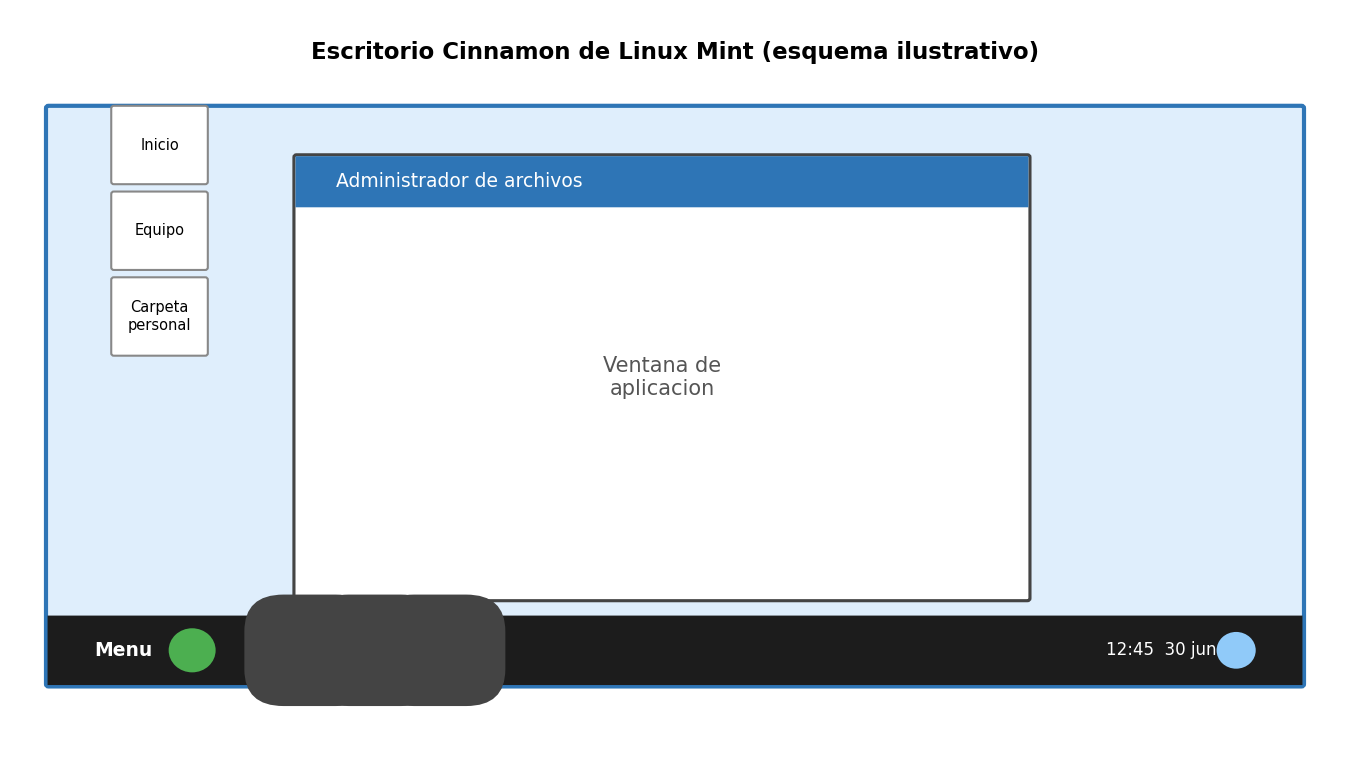 Escritorio Cinnamon de Linux Mint (esquema ilustrativo)
Inicio
Equipo
Carpeta
personal
Administrador de archivos
Ventana de
aplicacion
Menu
12:45  30 jun